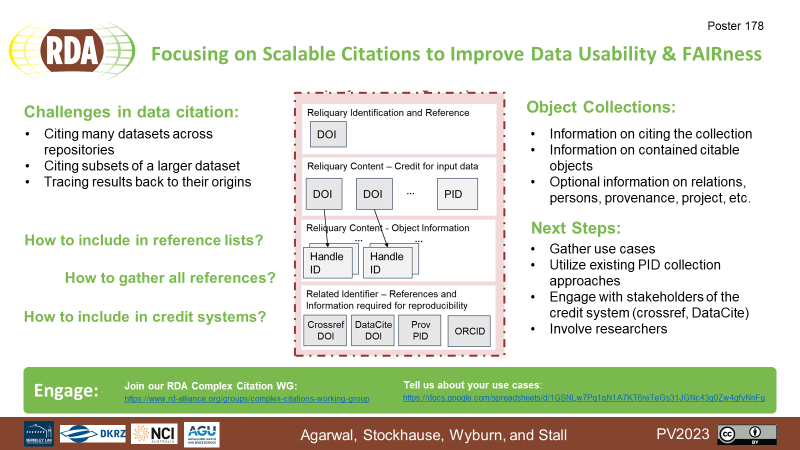 Poster 178
RDA
Focusing on Scalable Citations to Improve Data Usability & FAIRness
Challenges in data citation:
• Citing many datasets across
repositories
• Citing subsets of a larger dataset
• Tracing results back to their origins
How to include in reference lists?
How to gather all references?
How to include in credit systems?
Reliquary Identification and Reference
DOI
Reliquary Content – Credit for input data
DOI DOI ... PID
Reliquary Content - Object Information
... ...
Handle
ID
Handle
ID
Related Identifier – References and
Information required for reproducibility
Crossref
DOI
DataCite
DOI
Prov
PID
ORCID
Object Collections:
• Information on citing the collection
• Information on contained citable
objects
• Optional information on relations,
persons, provenance, project, etc.
Next Steps:
• Gather use cases
• Utilize existing PID collection
approaches
• Engage with stakeholders of the
credit system (crossref, DataCite)
• Involve researchers
Engage:
Join our RDA Complex Citation WG:
https://www.rd-alliance.org/groups/complex-citations-working-group
Tell us about your use cases:
BERKELEY LAB
DKRZ
NCI
AUSTRALIA
AGU
Agarwal, Stockhause, Wyburn, and Stall
PV2023
CC BY